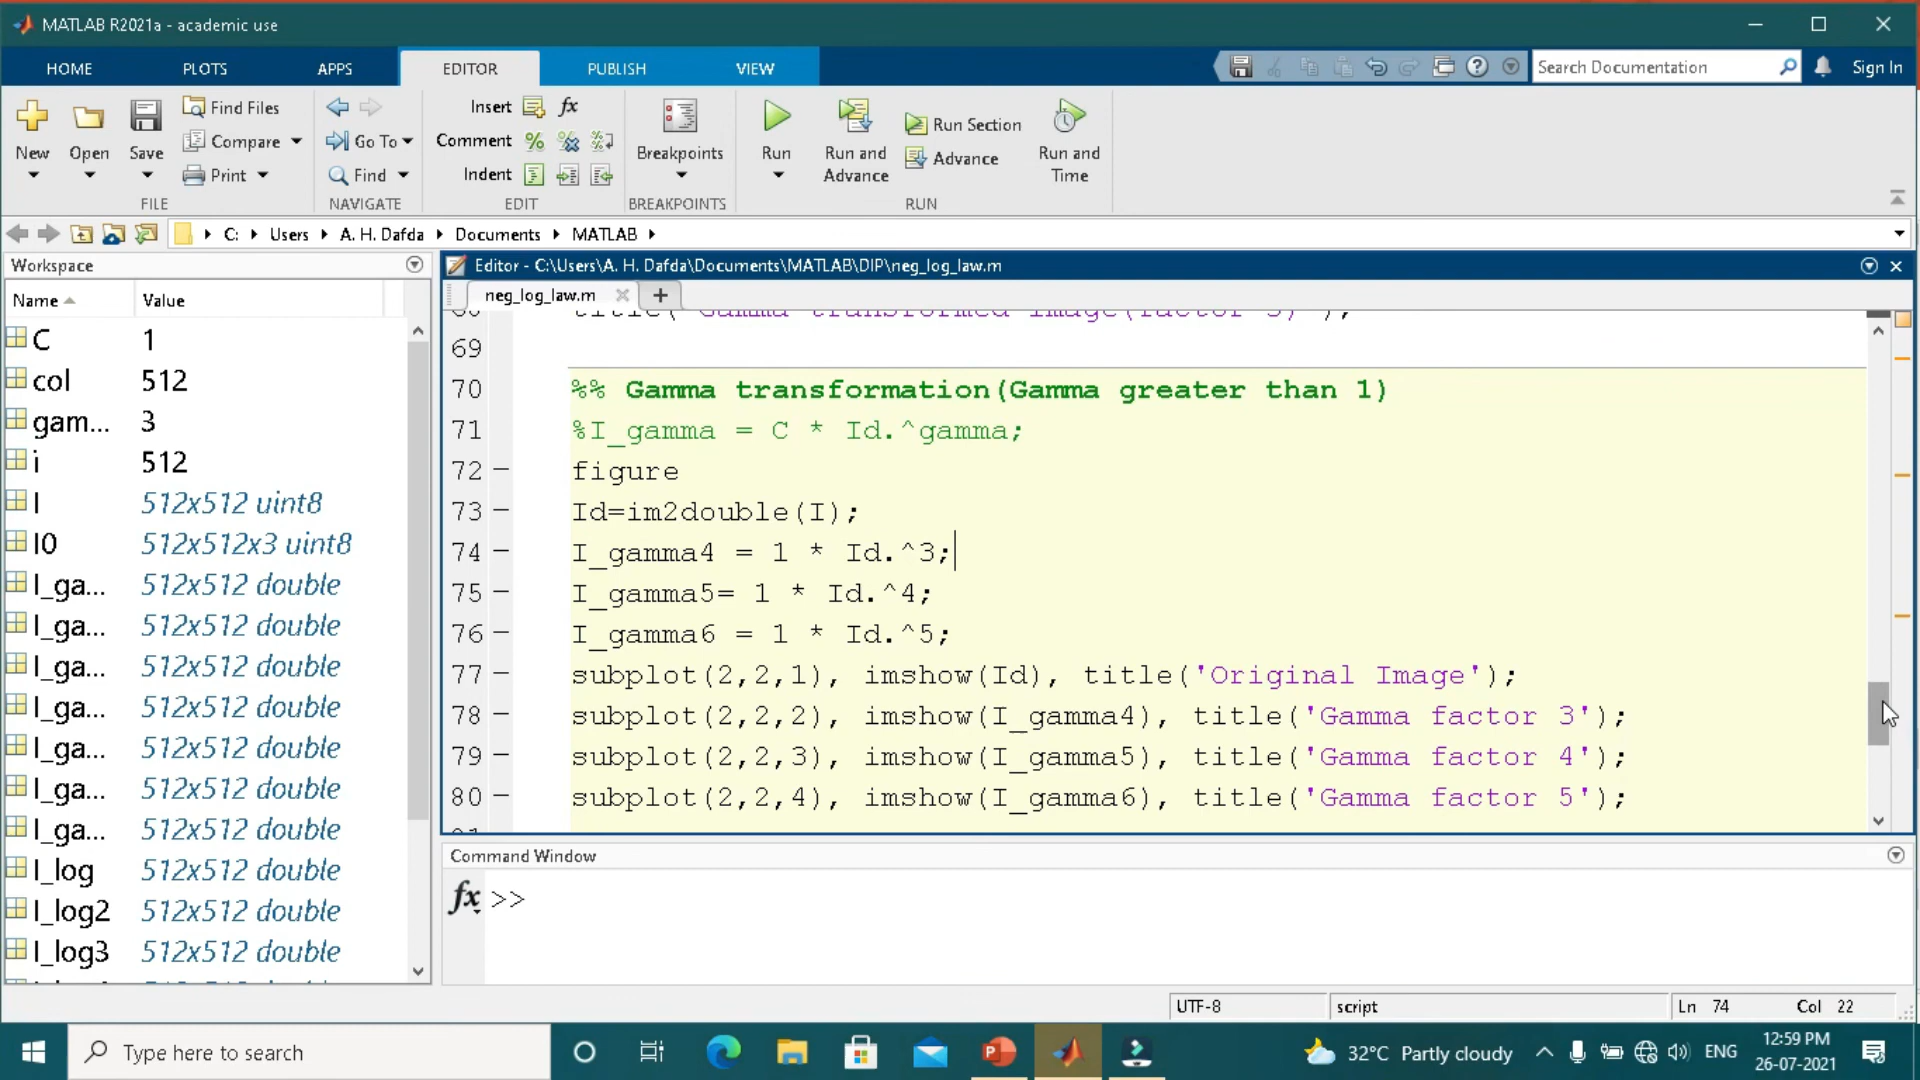 MATLAB R2021a - academic use
HOME PLOTS APPS EDITOR PUBLISH VIEW Search Documentation Sign In
New Open Save Find Files Compare Print FILE
Go To Find NAVIGATE
Insert fx Comment Indent EDIT
Breakpoints BREAKPOINTS
Run Run and Advance Run Section Advance Run and Time RUN
C: Users A. H. Dafda Documents MATLAB
Workspace
Name Value
C 1
col 512
gam... 3
i 512
I 512x512 uint8
I0 512x512x3 uint8
I_ga... 512x512 double
I_ga... 512x512 double
I_ga... 512x512 double
I_ga... 512x512 double
I_ga... 512x512 double
I_ga... 512x512 double
I_ga... 512x512 double
I_log 512x512 double
I_log2 512x512 double
I_log3 512x512 double
Editor - C:\Users\A. H. Dafda\Documents\MATLAB\DIP\neg_log_law.m
neg_log_law.m
69
70 %% Gamma transformation(Gamma greater than 1)
71 %I_gamma = C * Id.^gamma;
72 – figure
73 – Id=im2double(I);
74 – I_gamma4 = 1 * Id.^3;
75 – I_gamma5= 1 * Id.^4;
76 – I_gamma6 = 1 * Id.^5;
77 – subplot(2,2,1), imshow(Id), title('Original Image');
78 – subplot(2,2,2), imshow(I_gamma4), title('Gamma factor 3');
79 – subplot(2,2,3), imshow(I_gamma5), title('Gamma factor 4');
80 – subplot(2,2,4), imshow(I_gamma6), title('Gamma factor 5');
Command Window
fx >>
UTF-8 script Ln 74 Col 22
Type here to search 32°C Partly cloudy ENG 12:59 PM
26-07-2021